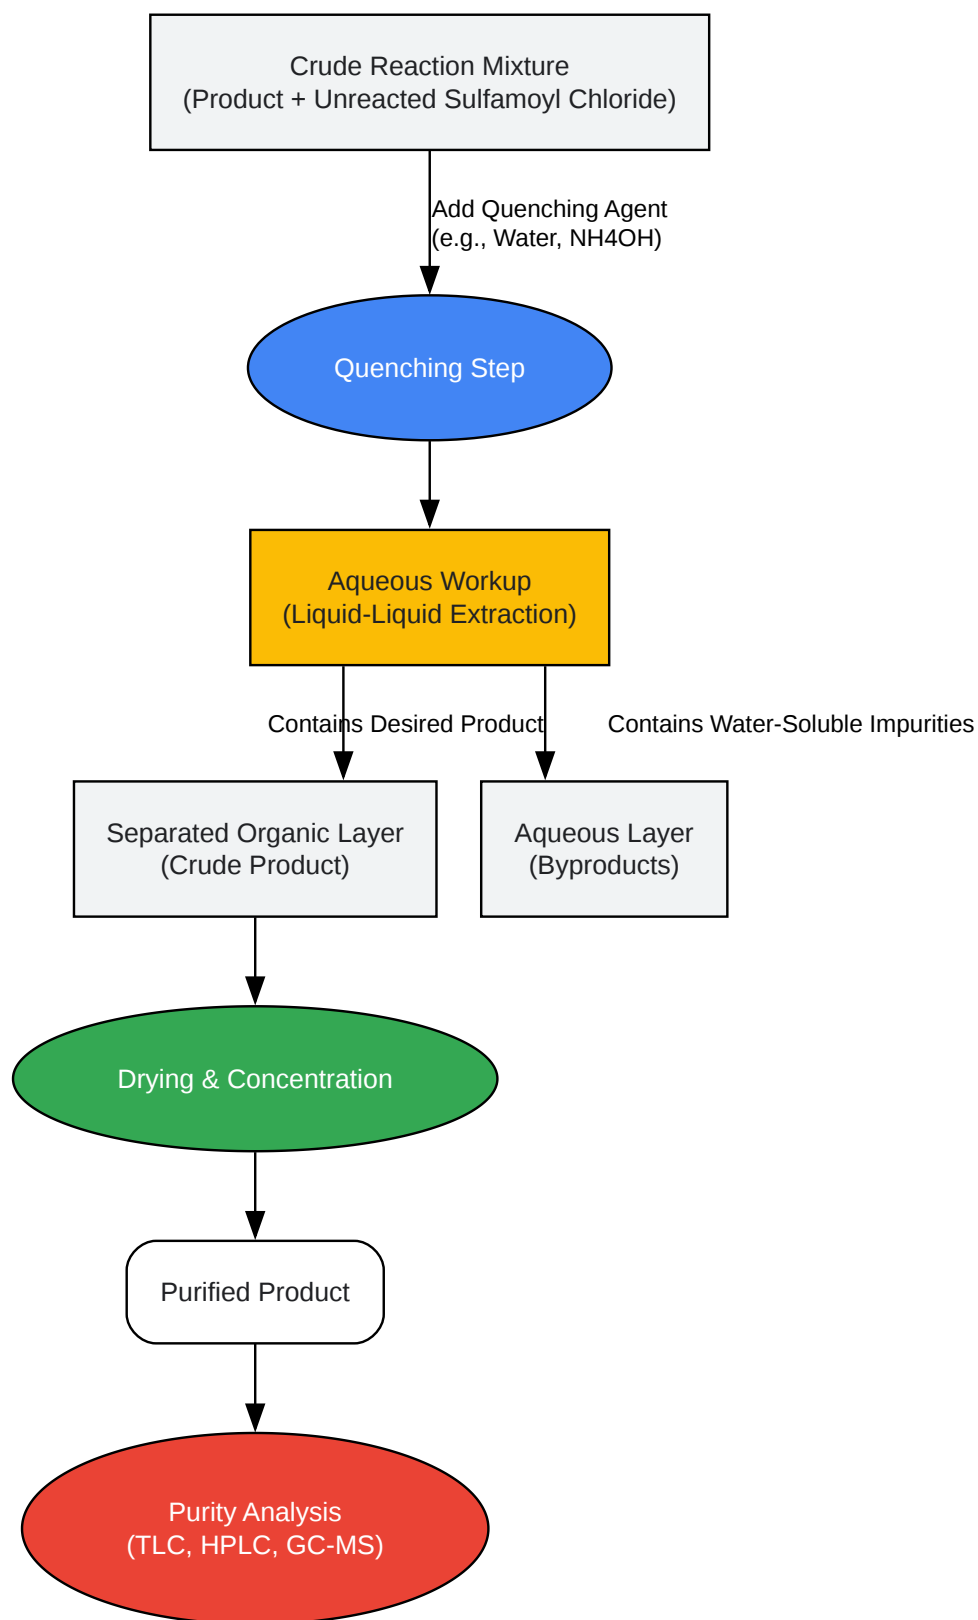 Crude Reaction Mixture
(Product + Unreacted Sulfamoyl Chloride)
Add Quenching Agent
(e.g., Water, NH4OH)
Quenching Step
Aqueous Workup
(Liquid-Liquid Extraction)
Contains Desired Product
Contains Water-Soluble Impurities
Separated Organic Layer
(Crude Product)
Aqueous Layer
(Byproducts)
Drying & Concentration
Purified Product
Purity Analysis
(TLC, HPLC, GC-MS)